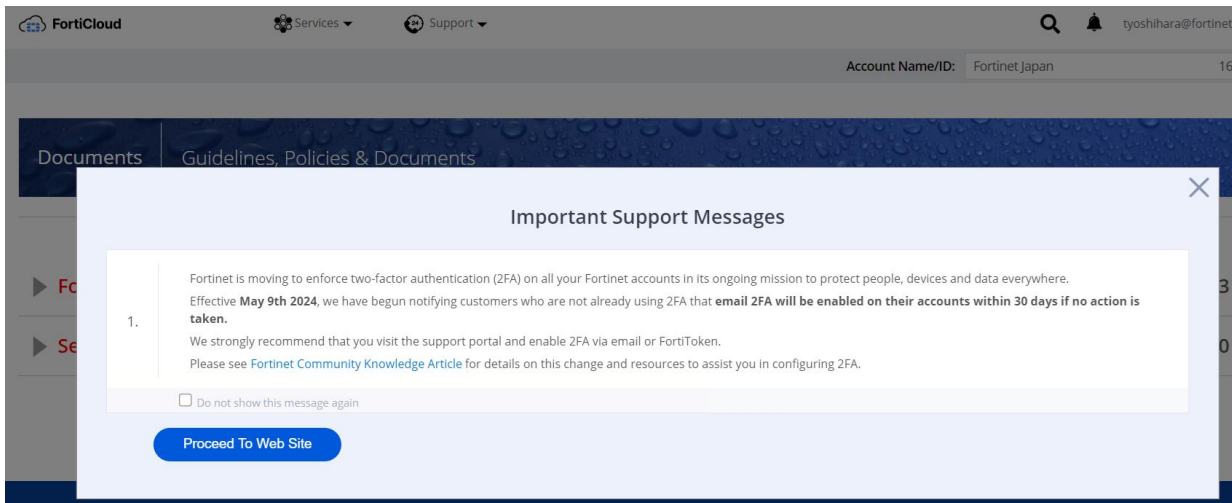 FortiCloud
Services
24
Support
tyoshihara@fortinet
Account Name/ID: Fortinet Japan 16
Documents
Guidelines, Policies & Documents
Important Support Messages
Fo
3
Se
0
1.
Fortinet is moving to enforce two-factor authentication (2FA) on all your Fortinet accounts in its ongoing mission to protect people, devices and data everywhere.
Effective May 9th 2024, we have begun notifying customers who are not already using 2FA that email 2FA will be enabled on their accounts within 30 days if no action is
taken.
We strongly recommend that you visit the support portal and enable 2FA via email or FortiToken.
Please see Fortinet Community Knowledge Article for details on this change and resources to assist you in configuring 2FA.
Do not show this message again
Proceed To Web Site